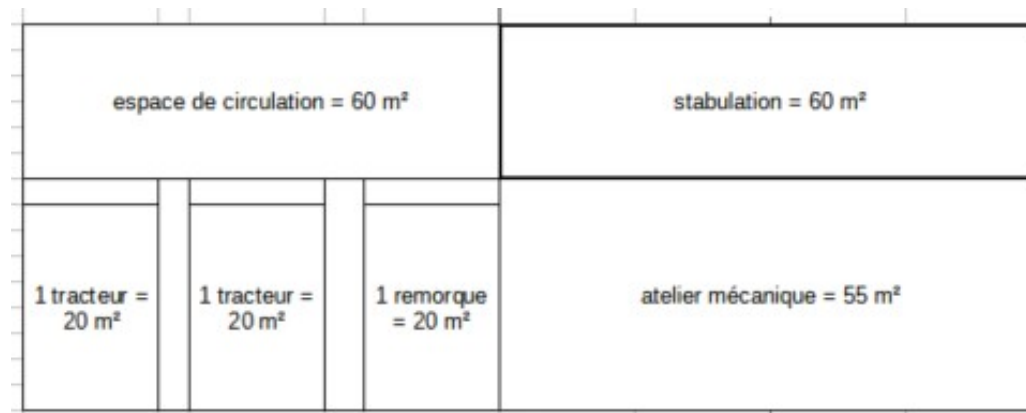 espace de circulation = 60 m²
stabulation = 60 m²
1 tracteur =
20 m²
1 tracteur =
20 m²
1 remorque
= 20 m²
atelier mécanique = 55 m²